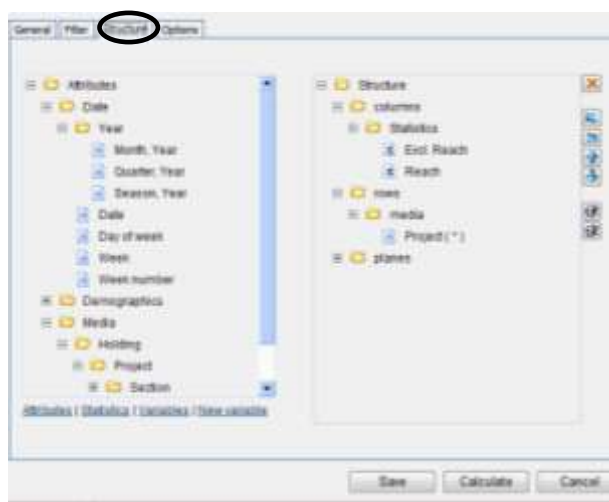 General Filter Structure Options
Attributes
Date
Year
Month, Year
Quarter, Year
Season, Year
Date
Day of week
Week
Week number
Demographics
Media
Holding
Project
Section
Attributes | Statistics | Variables | New variable
Structure
columns
Statistics
Excl. Reach
Reach
rows
media
Project ( * )
planes
Save Calculate Cancel